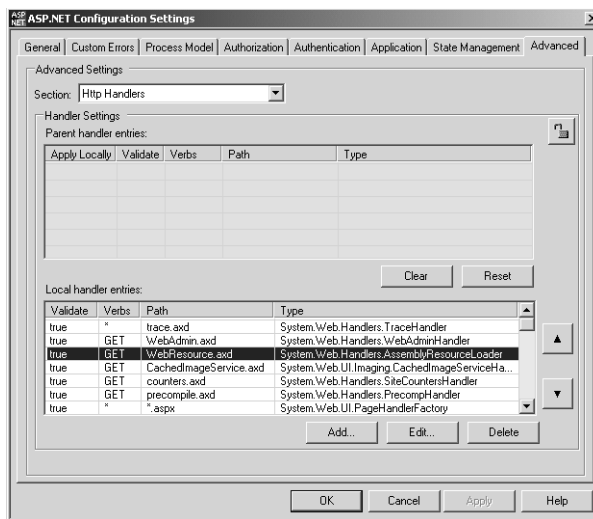 ASP NET ASP.NET Configuration Settings
General Custom Errors Process Model Authorization Authentication Application State Management Advanced
Advanced Settings
Section: Http Handlers
Handler Settings
Parent handler entries:
Apply Locally Validate Verbs Path Type
Clear Reset
Local handler entries:
Validate Verbs Path Type
true * trace.axd System.Web.Handlers.TraceHandler
true GET WebAdmin.axd System.Web.Handlers.WebAdminHandler
true GET WebResource.axd System.Web.Handlers.AssemblyResourceLoader
true GET CachedImageService.axd System.Web.UI.Imaging.CachedImageServiceHa...
true GET counters.axd System.Web.Handlers.SiteCountersHandler
true GET precompile.axd System.Web.Handlers.PrecompHandler
true * *.aspx System.Web.UI.PageHandlerFactory
Add... Edit... Delete
OK Cancel Apply Help